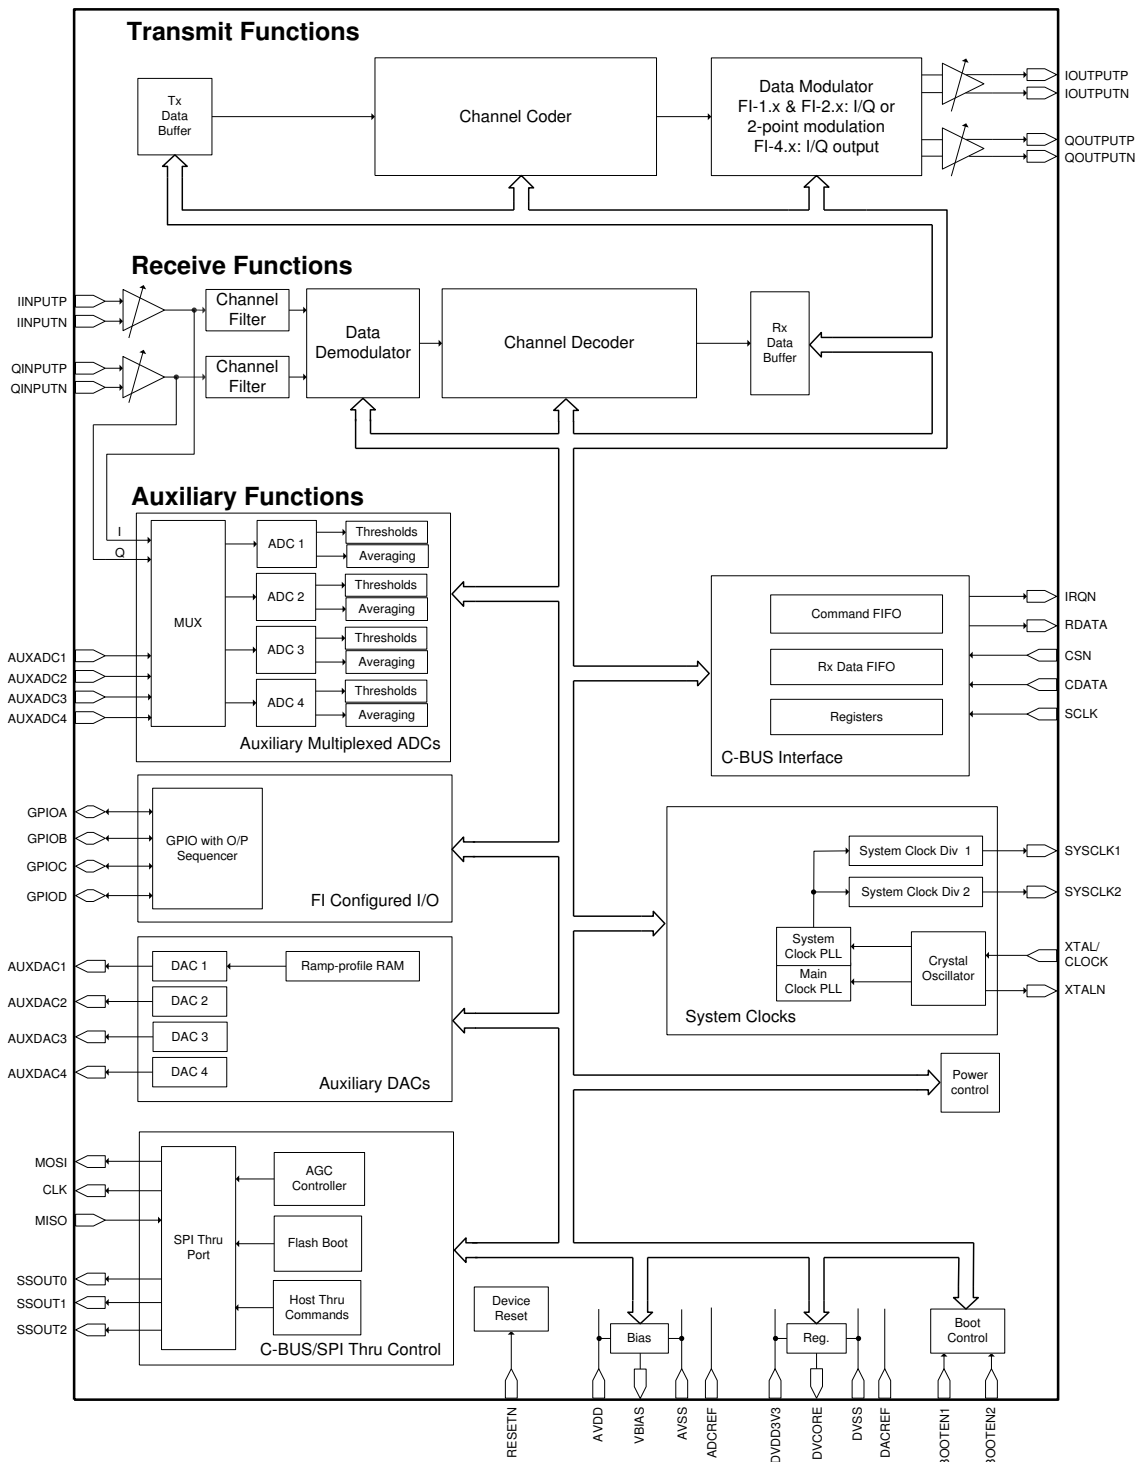 Transmit Functions
Tx
Data
Buffer
Channel Coder
Data Modulator
FI-1.x & FI-2.x: I/Q or
2-point modulation
FI-4.x: I/Q output
IOUTPUTP
IOUTPUTN
QOUTPUTP
QOUTPUTN
Receive Functions
IINPUTP
IINPUTN
QINPUTP
QINPUTN
Channel
Filter
Channel
Filter
Data
Demodulator
Channel Decoder
Rx
Data
Buffer
Auxiliary Functions
I
Q
MUX
ADC 1
Thresholds
Averaging
ADC 2
Thresholds
Averaging
ADC 3
Thresholds
Averaging
ADC 4
Thresholds
Averaging
AUXADC1
AUXADC2
AUXADC3
AUXADC4
Auxiliary Multiplexed ADCs
Command FIFO
Rx Data FIFO
Registers
C-BUS Interface
IRQN
RDATA
CSN
CDATA
SCLK
GPIOA
GPIOB
GPIOC
GPIOD
GPIO with O/P
Sequencer
FI Configured I/O
System Clock Div 1
System Clock Div 2
System
Clock PLL
Main
Clock PLL
Crystal
Oscillator
System Clocks
SYSCLK1
SYSCLK2
XTAL/
CLOCK
XTALN
AUXDAC1
AUXDAC2
AUXDAC3
AUXDAC4
DAC 1
Ramp-profile RAM
DAC 2
DAC 3
DAC 4
Auxiliary DACs
Power
control
MOSI
CLK
MISO
SSOUT0
SSOUT1
SSOUT2
SPI Thru
Port
AGC
Controller
Flash Boot
Host Thru
Commands
C-BUS/SPI Thru Control
Device
Reset
Bias
Reg.
Boot
Control
RESETN
AVDD
VBIAS
AVSS
ADCREF
DVDD3V3
DVCORE
DVSS
DACREF
BOOTEN1
BOOTEN2